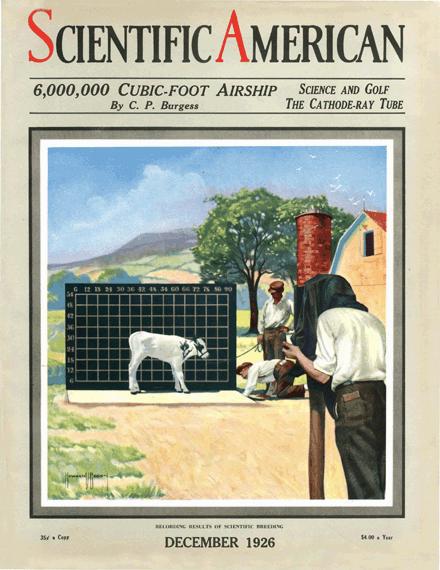 SCIENTIFIC AMERICAN
6,000,000 CUBIC-FOOT AIRSHIP
By C. P. Burgess
SCIENCE AND GOLF
THE CATHODE-RAY TUBE
6 12 18 24 30 36 42 48 54 60 66 72 78 84 90
54
48
42
36
30
24
18
12
6
RECORDING RESULTS OF SCIENTIFIC BREEDING
35¢ a Copy
DECEMBER 1926
$4.00 a Year